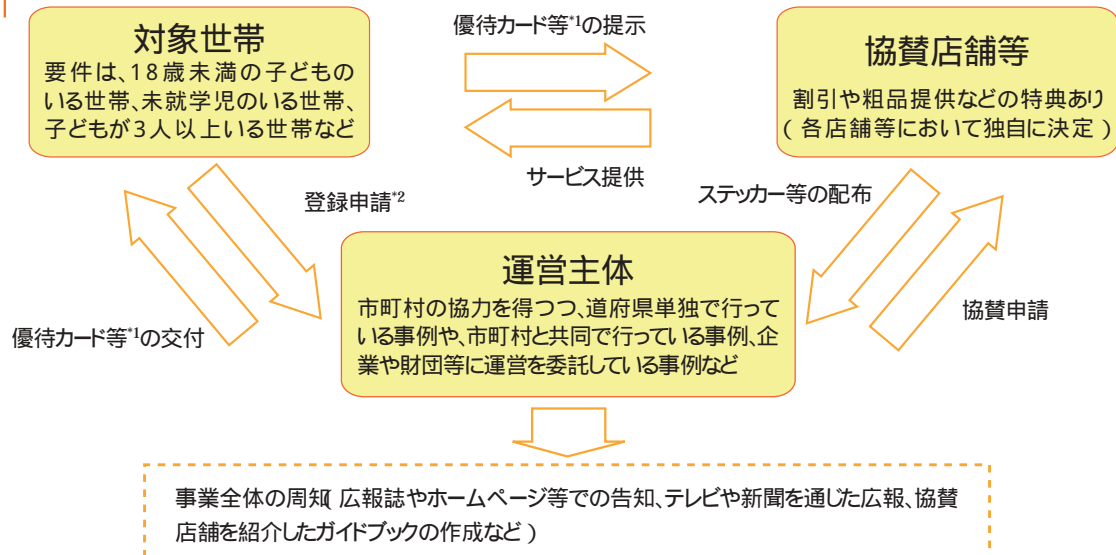 対象世帯
要件は、18歳未満の子どもの
いる世帯、未就学児のいる世帯、
子どもが3人以上いる世帯など
優待カード等*1の提示
サービス提供
協賛店舗等
割引や粗品提供などの特典あり
(各店舗等において独自に決定)
登録申請*2
優待カード等*1の交付
ステッカー等の配布
協賛申請
運営主体
市町村の協力を得つつ、道府県単独で行って
いる事例や、市町村と共同で行っている事例、企
業や財団等に運営を委託している事例など
事業全体の周知(広報誌やホームページ等での告知、テレビや新聞を通じた広報、協賛
店舗を紹介したガイドブックの作成など)